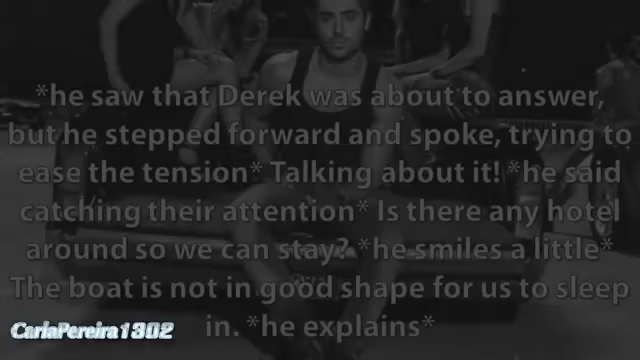 *he saw that Derek was about to answer,
but he stepped forward and spoke, trying to
ease the tension* Talking about it! *he said
catching their attention* Is there any hotel
around so we can stay? *he smiles a little*
The boat is not in good shape for us to sleep
in. *he explains*
CarlaPereira1302